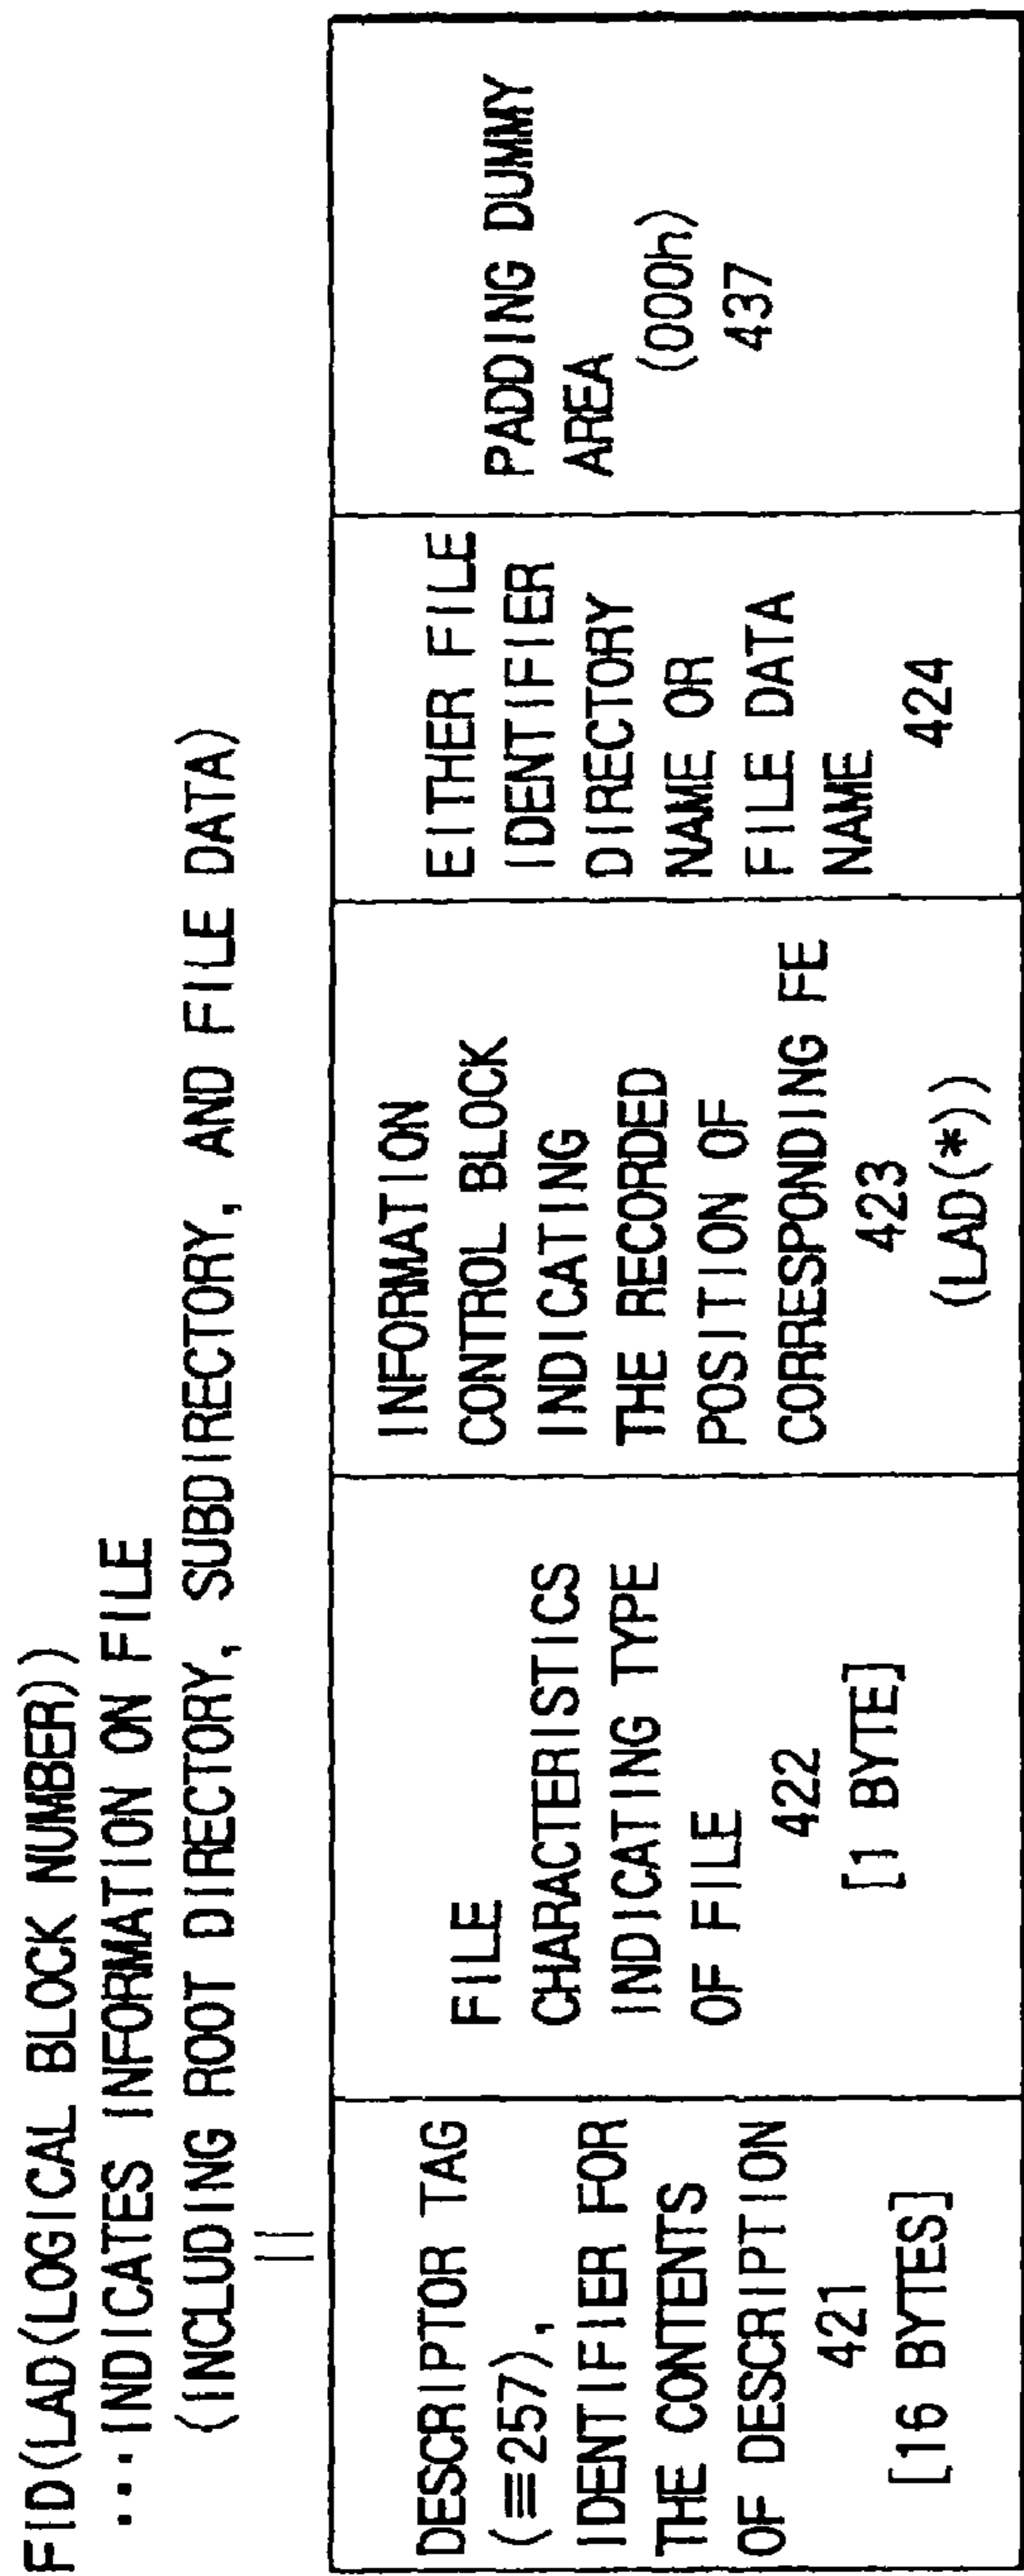 FID(LAD(LOGICAL BLOCK NUMBER))
···INDICATES INFORMATION ON FILE
(INCLUDING ROOT DIRECTORY, SUBDIRECTORY, AND FILE DATA)
||
DESCRIPTOR TAG
(≡257),
IDENTIFIER FOR
THE CONTENTS
OF DESCRIPTION
421
[16 BYTES]
FILE
CHARACTERISTICS
INDICATING TYPE
OF FILE
422
[1 BYTE]
INFORMATION
CONTROL BLOCK
INDICATING
THE RECORDED
POSITION OF
CORRESPONDING FE
423
(LAD(*))
EITHER FILE
IDENTIFIER
DIRECTORY
NAME OR
FILE DATA
NAME
424
PADDING DUMMY
AREA
(000h)
437